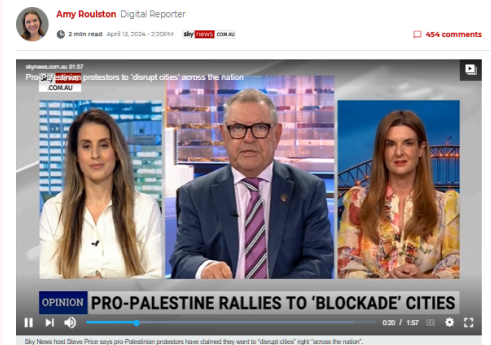 Amy Roulston Digital Reporter
2 min read April 13, 2024 - 2:20PM sky news .COM.AU
454 comments
skynews.com.au 01:57
Pro-Palestinian protestors to 'disrupt cities' across the nation
.COM.AU
OPINION PRO-PALESTINE RALLIES TO ‘BLOCKADE’ CITIES
0:20 / 1:57
Sky News host Steve Price says pro-Palestinian protestors have claimed they want to "disrupt cities" right "across the nation".